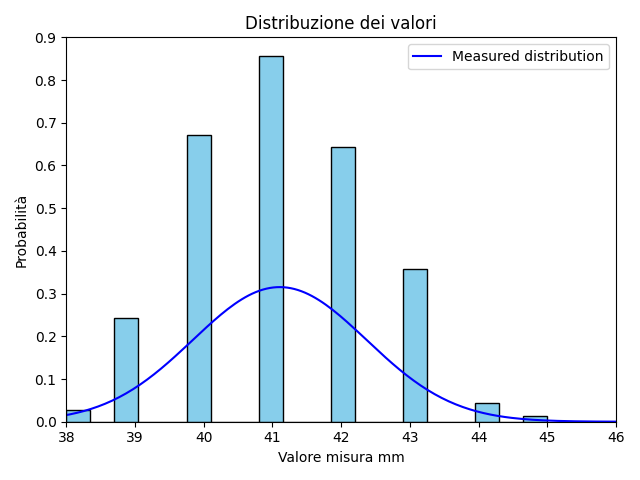 Distribuzione dei valori
Measured distribution
Probabilità
0.9
0.8
0.7
0.6
0.5
0.4
0.3
0.2
0.1
0.0
38 39 40 41 42 43 44 45 46
Valore misura mm